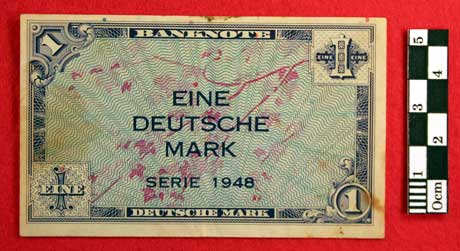 BANKNOTE
1
EINE 1 EINE
EINE
DEUTSCHE
MARK
SERIE 1948
1
EINE
1
DEUTSCHE MARK
5
4
3
2
1
0cm